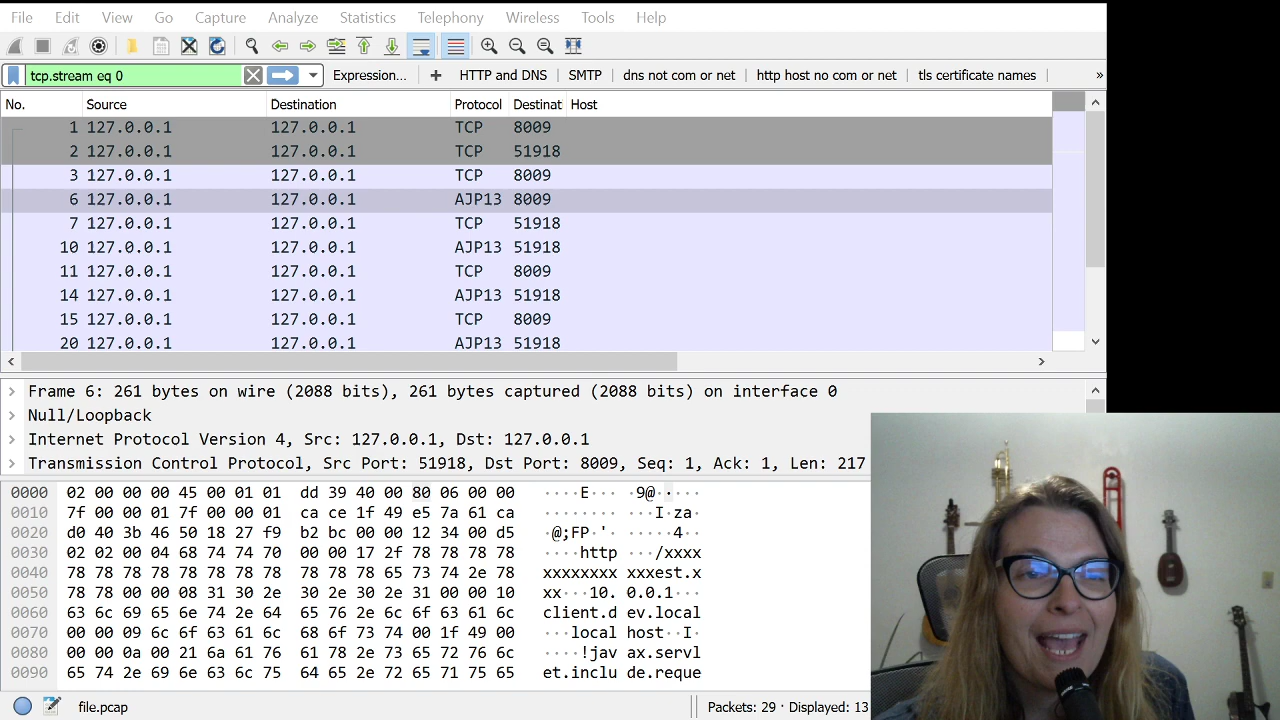 File Edit View Go Capture Analyze Statistics Telephony Wireless Tools Help
tcp.stream eq 0 Expression… + HTTP and DNS SMTP dns not com or net http host no com or net tls certificate names »
No. Source Destination Protocol Destinat Host
1 127.0.0.1 127.0.0.1 TCP 8009
2 127.0.0.1 127.0.0.1 TCP 51918
3 127.0.0.1 127.0.0.1 TCP 8009
6 127.0.0.1 127.0.0.1 AJP13 8009
7 127.0.0.1 127.0.0.1 TCP 51918
10 127.0.0.1 127.0.0.1 AJP13 51918
11 127.0.0.1 127.0.0.1 TCP 8009
14 127.0.0.1 127.0.0.1 AJP13 51918
15 127.0.0.1 127.0.0.1 TCP 8009
20 127.0.0.1 127.0.0.1 AJP13 51918
Frame 6: 261 bytes on wire (2088 bits), 261 bytes captured (2088 bits) on interface 0
Null/Loopback
Internet Protocol Version 4, Src: 127.0.0.1, Dst: 127.0.0.1
Transmission Control Protocol, Src Port: 51918, Dst Port: 8009, Seq: 1, Ack: 1, Len: 217
0000 02 00 00 00 45 00 01 01 dd 39 40 00 80 06 00 00 ····E··· ·9@·····
0010 7f 00 00 01 7f 00 00 01 ca ce 1f 49 e5 7a 61 ca ········ ···I·za·
0020 d0 40 3b 46 50 18 27 f9 b2 bc 00 00 12 34 00 d5 ·@;FP·'· ·····4··
0030 02 02 00 04 68 74 74 70 00 00 17 2f 78 78 78 78 ····http ···/xxxx
0040 78 78 78 78 78 78 78 78 78 78 78 65 73 74 2e 78 xxxxxxxx xxxest.x
0050 78 78 00 00 08 31 30 2e 30 2e 30 2e 31 00 00 10 xx···10. 0.0.1···
0060 63 6c 69 65 6e 74 2e 64 65 76 2e 6c 6f 63 61 6c client.d ev.local
0070 00 00 09 6c 6f 63 61 6c 68 6f 73 74 00 1f 49 00 ···local host··I·
0080 00 00 0a 00 21 6a 61 76 61 78 2e 73 65 72 76 6c ····!jav ax.servl
0090 65 74 2e 69 6e 63 6c 75 64 65 2e 72 65 71 75 65 et.inclu de.reque
file.pcap Packets: 29 · Displayed: 13